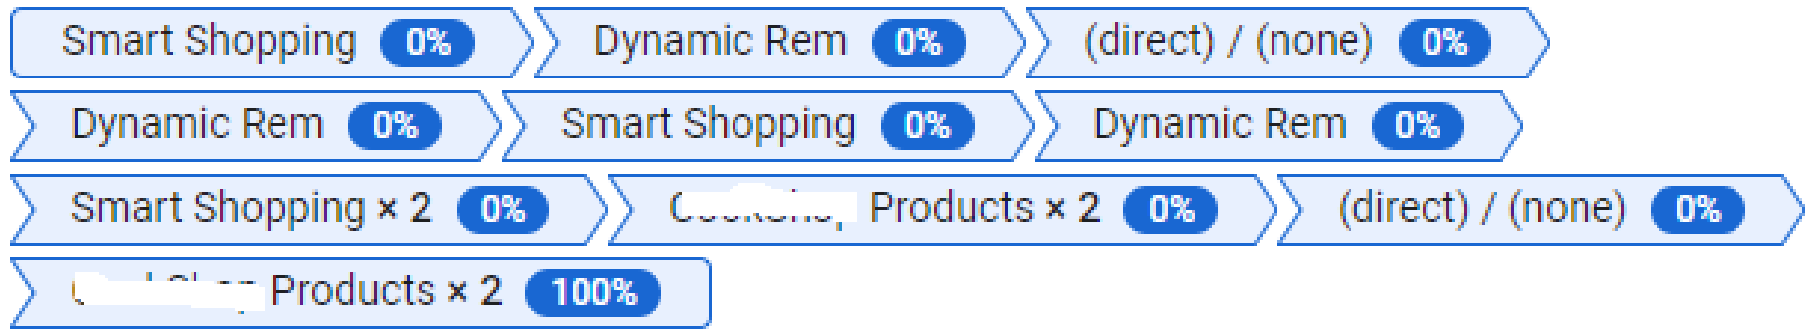 Smart Shopping 0% Dynamic Rem 0% (direct) / (none) 0%
Dynamic Rem 0% Smart Shopping 0% Dynamic Rem 0%
Smart Shopping × 2 0% Products × 2 0% (direct) / (none) 0%
Products × 2 100%